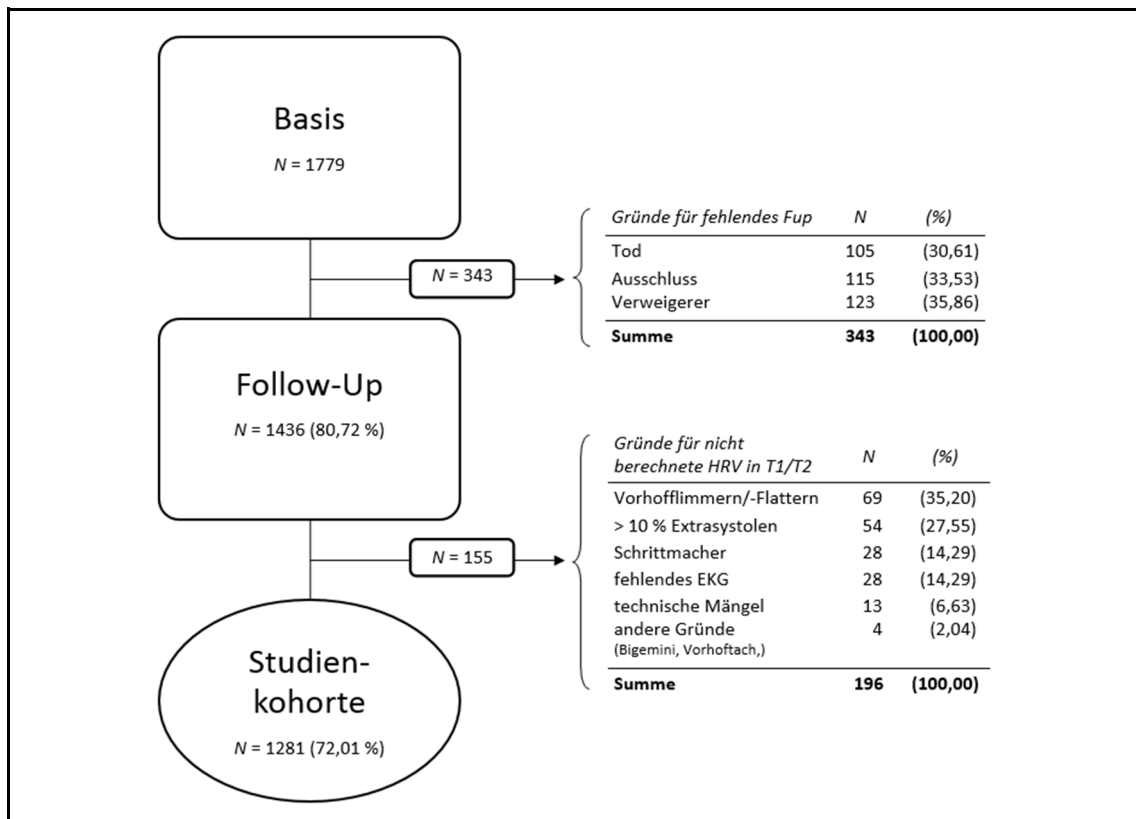 Basis
N = 1779
N = 343
Gründe für fehlendes Fup N (%)
Tod 105 (30,61)
Ausschluss 115 (33,53)
Verweigerer 123 (35,86)
Summe 343 (100,00)
Follow-Up
N = 1436 (80,72 %)
N = 155
Gründe für nicht
berechnete HRV in T1/T2 N (%)
Vorhofflimmern/-Flattern 69 (35,20)
> 10 % Extrasystolen 54 (27,55)
Schrittmacher 28 (14,29)
fehlendes EKG 28 (14,29)
technische Mängel 13 (6,63)
andere Gründe 4 (2,04)
(Bigemini, Vorhoftach,)
Summe 196 (100,00)
Studien-
kohorte
N = 1281 (72,01 %)